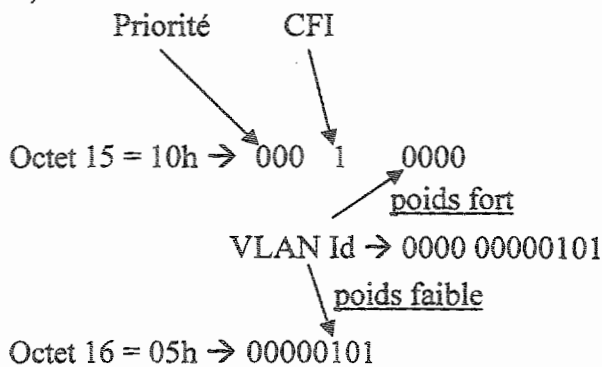 Priorité CFI
Octet 15 = 10h → 000 1 0000
poids fort
VLAN Id → 0000 00000101
poids faible
Octet 16 = 05h → 00000101